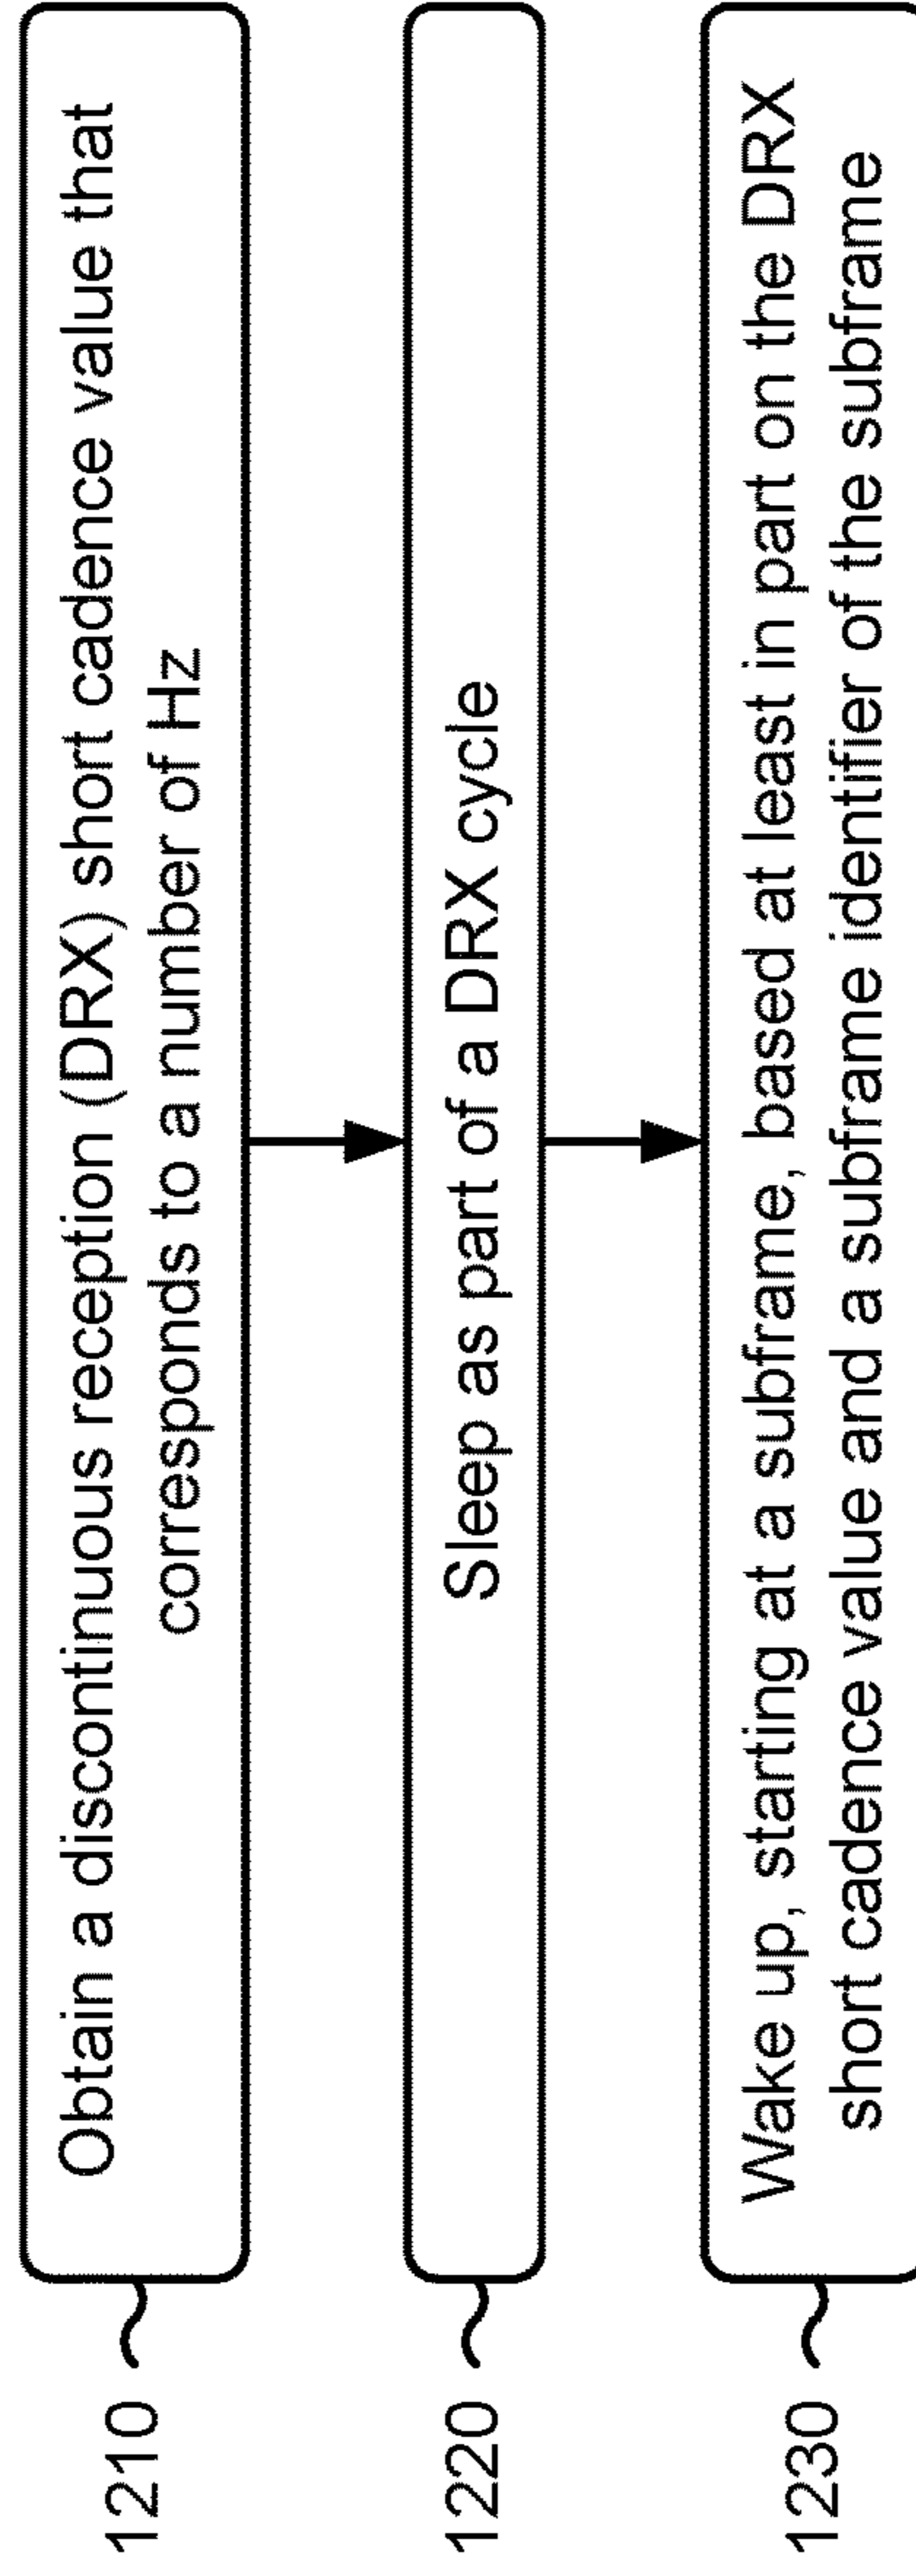 1210
Obtain a discontinuous reception (DRX) short cadence value that
corresponds to a number of Hz
1220
Sleep as part of a DRX cycle
1230
Wake up, starting at a subframe, based at least in part on the DRX
short cadence value and a subframe identifier of the subframe